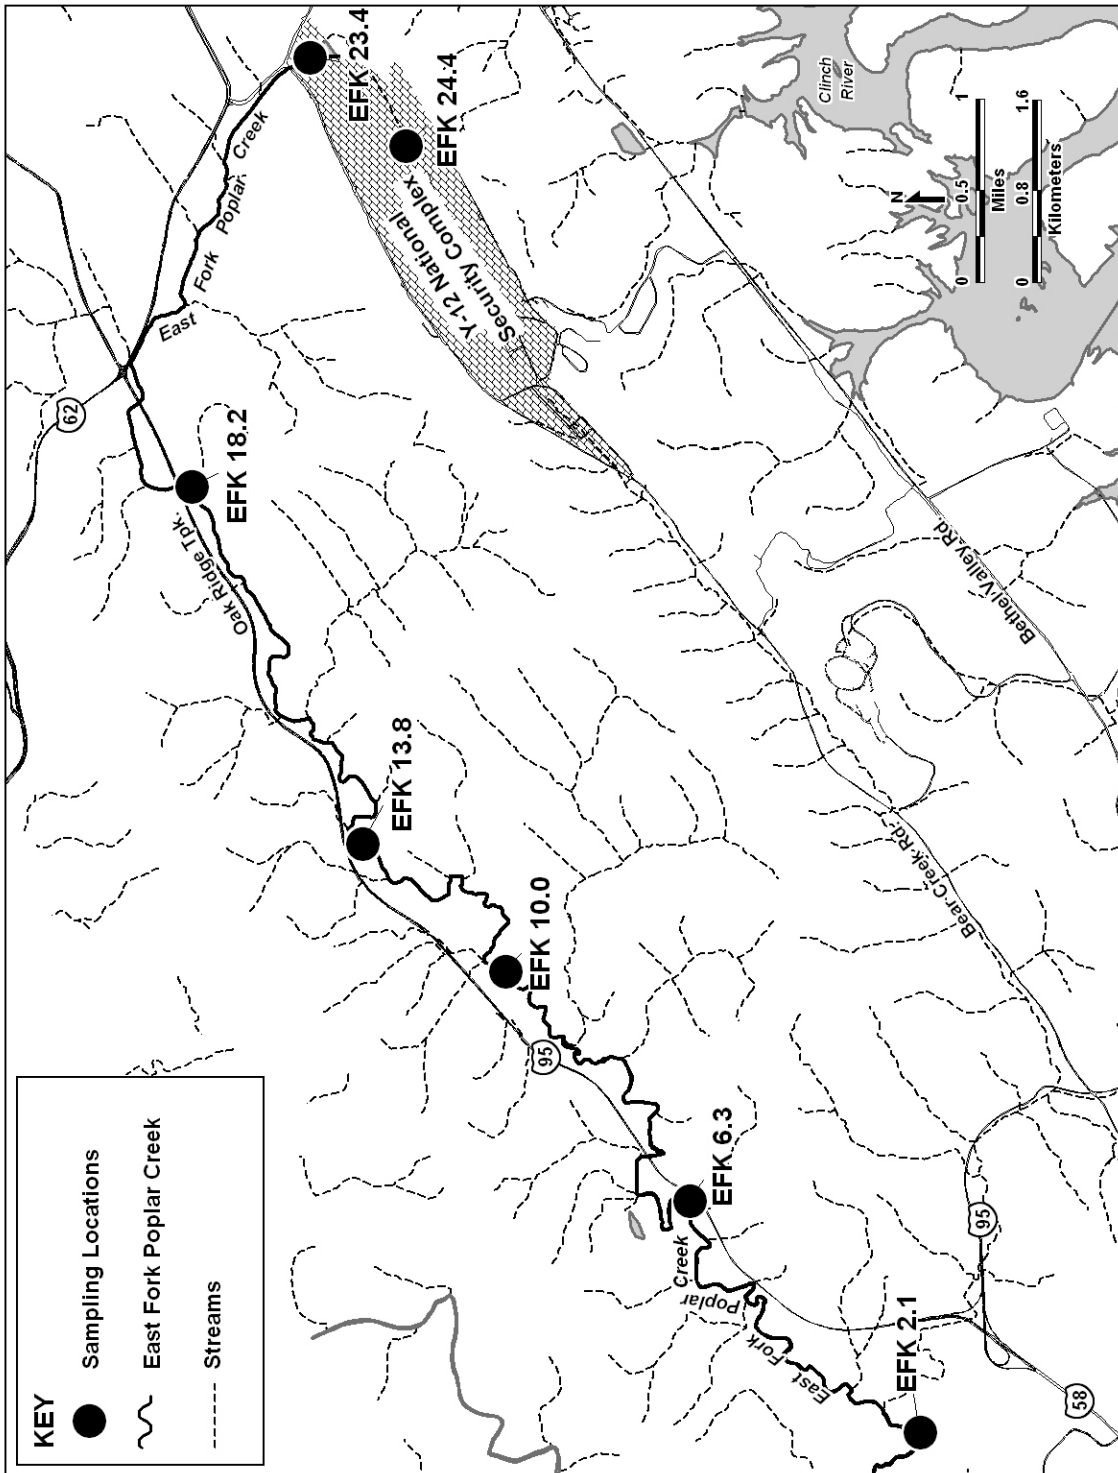 KEY
Sampling Locations
East Fork Poplar Creek
Streams
62
EFK 23.4
EFK 24.4
Y-12 National
Security Complex
East Fork Poplar Creek
EFK 18.2
Oak Ridge Tpk.
EFK 13.8
EFK 10.0
95
EFK 6.3
East Fork Poplar Creek
EFK 2.1
95
58
Bear Creek Rd.
Bethel Valley Rd.
Clinch
River
N
0 0.5 1
Miles
0 0.8 1.6
Kilometers